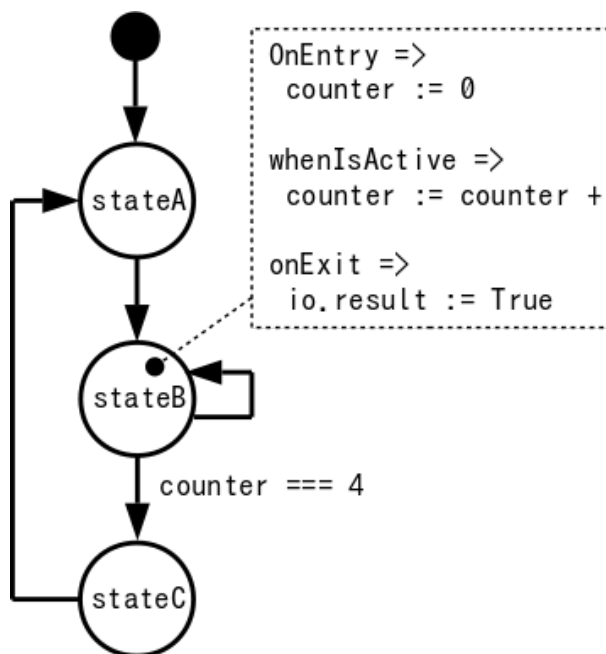 OnEntry =>
counter := 0
whenIsActive =>
counter := counter +
onExit =>
io.result := True
stateA
stateB
counter === 4
stateC